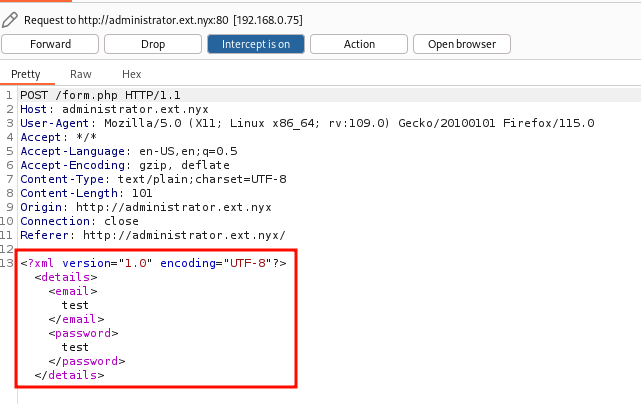 Request to http://administrator.ext.nyx:80 [192.168.0.75]
Forward Drop Intercept is on Action Open browser
Pretty Raw Hex
1 POST /form.php HTTP/1.1
2 Host: administrator.ext.nyx
3 User-Agent: Mozilla/5.0 (X11; Linux x86_64; rv:109.0) Gecko/20100101 Firefox/115.0
4 Accept: */*
5 Accept-Language: en-US,en;q=0.5
6 Accept-Encoding: gzip, deflate
7 Content-Type: text/plain;charset=UTF-8
8 Content-Length: 101
9 Origin: http://administrator.ext.nyx
10 Connection: close
11 Referer: http://administrator.ext.nyx/
12
13 <?xml version="1.0" encoding="UTF-8"?>
<details>
<email>
test
</email>
<password>
test
</password>
</details>